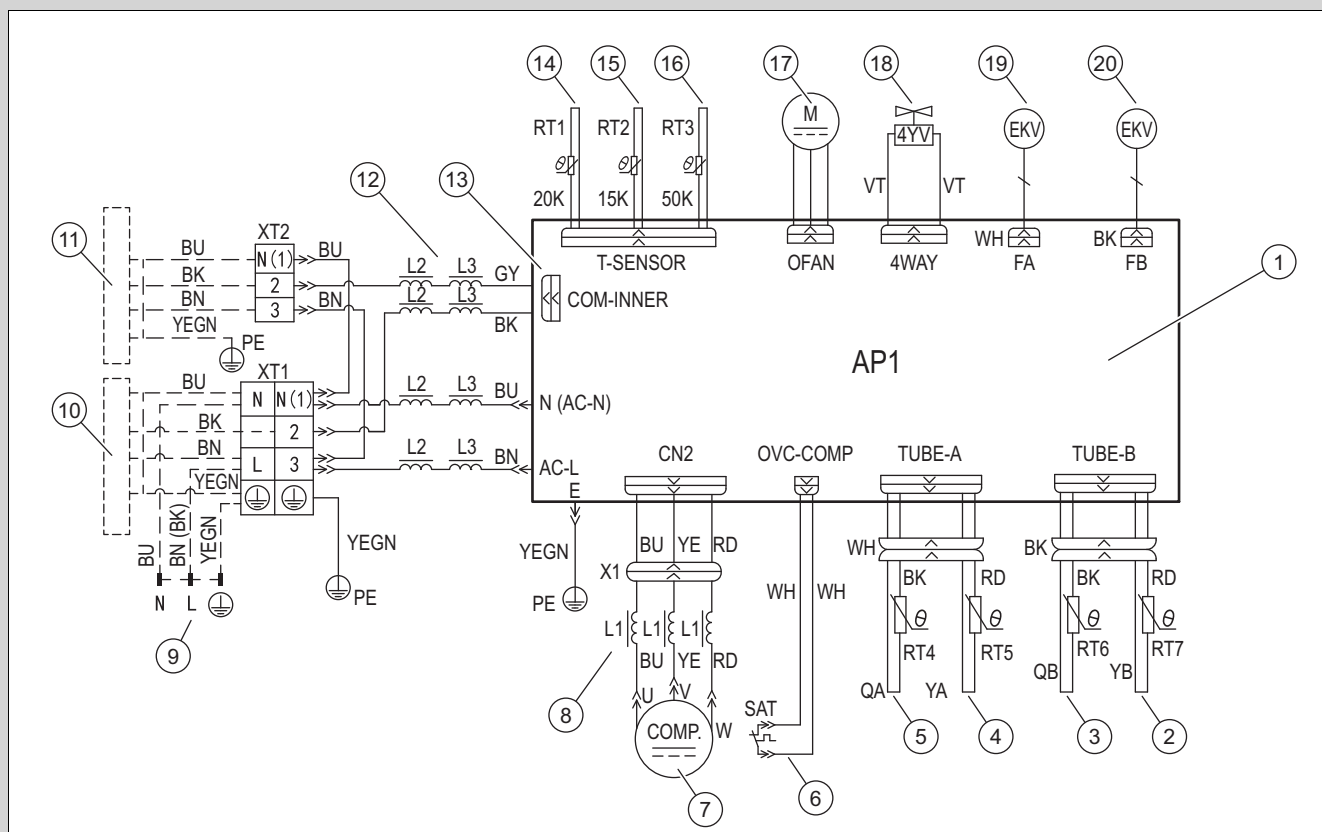 14 15 16 17 18 19 20
RT1 RT2 RT3 M 4YV EKV EKV
20K 15K 50K VT VT WH BK
T-SENSOR OFAN 4WAY FA FB
12 13
11
XT2
BU N(1) BU
BK 2 L2 L3 GY
BN 3 BN L2 L3 BK
YEGN
PE
COM-INNER
AP1
1
XT1
10
BU N N(1) L2 L3 BU N (AC-N)
BK 2
BN L 3 L2 L3 BN AC-L
YEGN
E
CN2 OVC-COMP TUBE-A TUBE-B
BU BN (BK) YEGN
YEGN
PE
N L
9
YEGN
PE
BU YE RD
X1
L1 L1 L1
BU YE RD
U V W
COMP.
8
7
WH WH
SAT
6
WH BK RD
θ θ
RT4 RT5
QA YA
5 4
BK BK RD
θ θ
RT6 RT7
QB YB
3 2